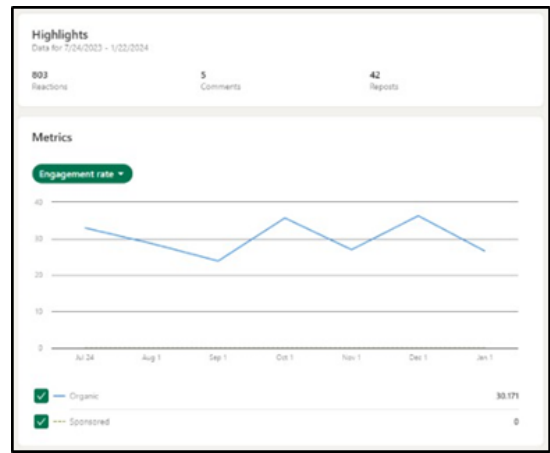 Highlights
Data for 7/24/2023 - 1/22/2024
803 5 42
Reactions Comments Reposts
Metrics
Engagement rate
40
30
20
10
0
Jul 24 Aug 1 Sep 1 Oct 1 Nov 1 Dec 1 Jan 1
Organic 30.171
Sponsored 0